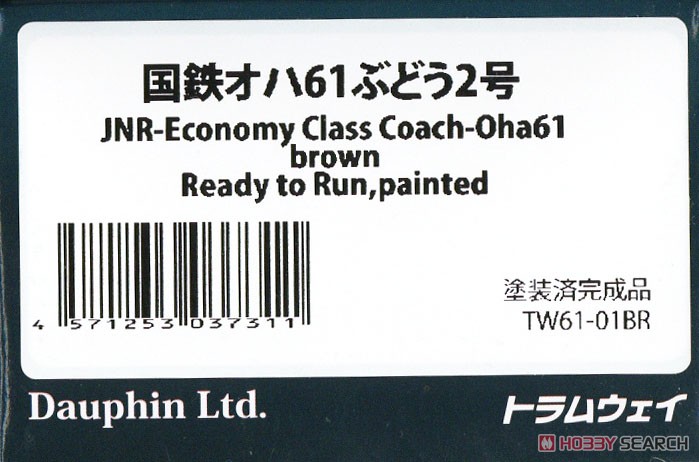 国鉄オハ61ぶどう2号
JNR-Economy Class Coach-Oha61
brown
Ready to Run,painted
4 571253 037311
塗装済完成品
TW61-01BR
Dauphin Ltd.
トラムウェイ
HOBBY SEARCH